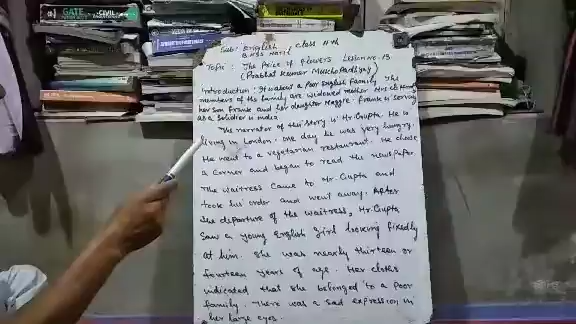 GATE
CIVIL
Sub: English Class 11th
Topic: The Price of Flowers Lesson no. 13
(Prabhat Kumar Mukhopadhyay)
Introduction: It is about a Poor English Family. The
members of the family are widowed mother Mrs Clifford,
her Son Frank and her daughter Maggie. Frank is serving
as a Soldier in India
The narrator of this Story is Mr Gupta. He is
living in London. One day he was very hungry.
He went to a vegetarian restaurant. He chose
a Corner and began to read the newspaper
The waitress Came to Mr Gupta and
took his order and went away. After
the departure of the waitress, Mr. Gupta
Saw a young English girl looking fixedly
at him. She was nearly thirteen or
fourteen years of age. Her clothes
indicated that she belonged to a Poor
family. There was a Sad expression in
her large eyes.